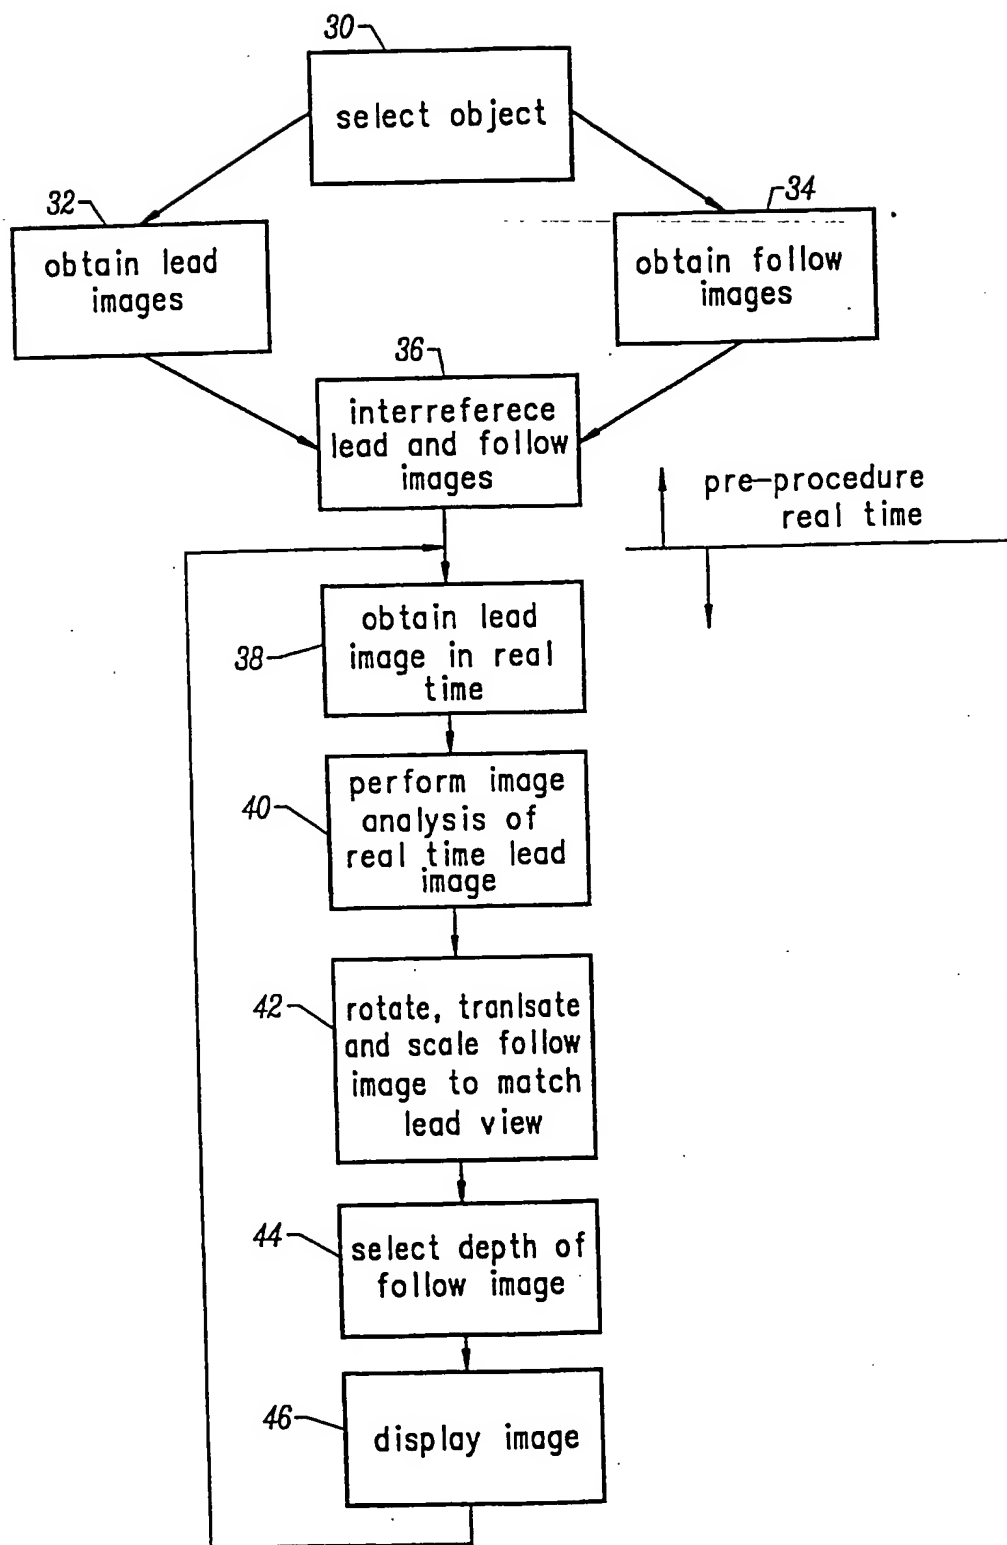 30
select object
32
obtain lead
images
34
obtain follow
images
36
interreferece
lead and follow
images
pre-procedure
real time
38
obtain lead
image in real
time
40
perform image
analysis of
real time lead
image
42
rotate, tranlsate
and scale follow
image to match
lead view
44
select depth of
follow image
46
display image